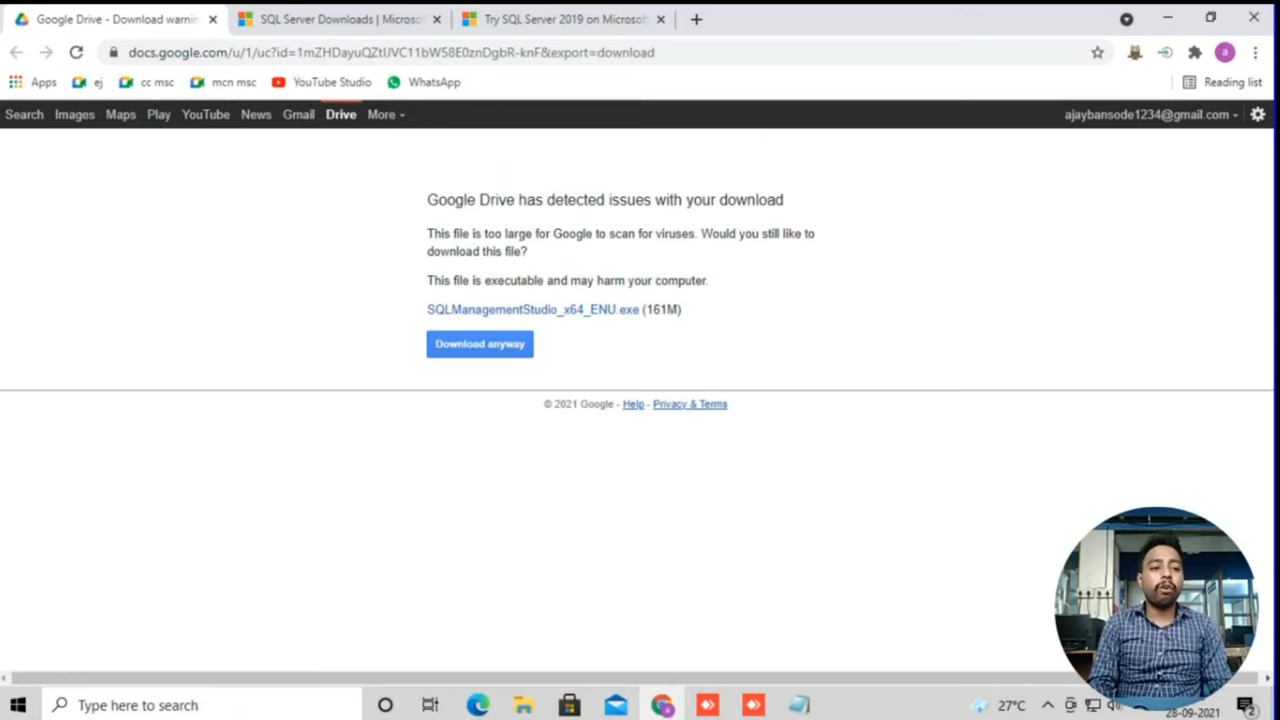 Google Drive - Download warnin
SQL Server Downloads | Microsof
Try SQL Server 2019 on Microsof
docs.google.com/u/1/uc?id=1mZHDayuQZtIJVC11bW58E0znDgbR-knF&export=download
Apps
ej
cc msc
mcn msc
YouTube Studio
WhatsApp
Reading list
Search Images Maps Play YouTube News Gmail Drive More
ajaybansode1234@gmail.com
Google Drive has detected issues with your download
This file is too large for Google to scan for viruses. Would you still like to
download this file?
This file is executable and may harm your computer.
SQLManagementStudio_x64_ENU.exe (161M)
Download anyway
© 2021 Google - Help - Privacy & Terms
Type here to search
27°C
28-09-2021
2